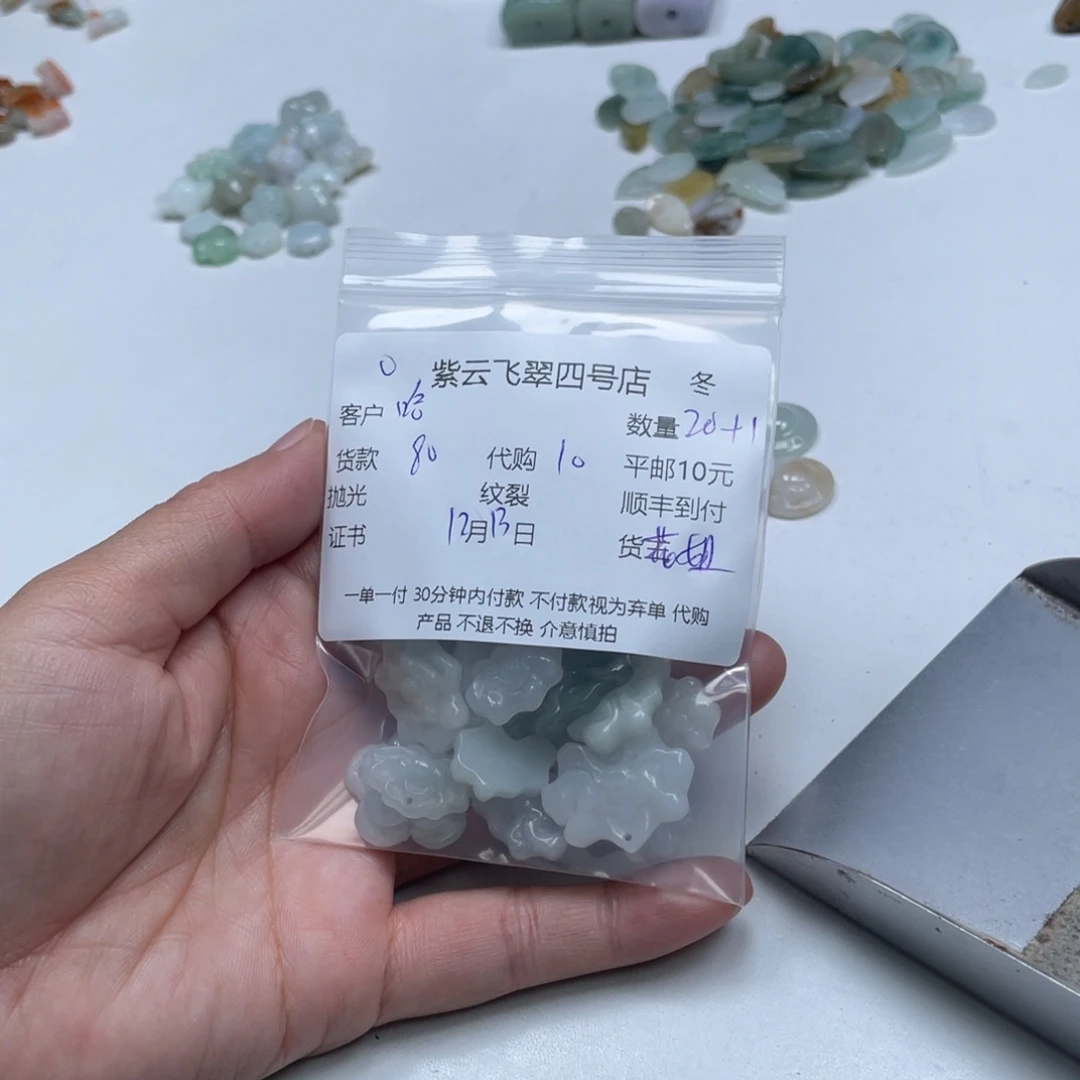 0 紫云飞翠四号店 冬
客户 哈 数量 20+1
货款 80 代购 10 平邮10元
抛光 纹裂 顺丰到付
证书 12月13日 货
一单一付 30分钟内付款 不付款视为弃单 代购
产品 不退不换 介意慎拍